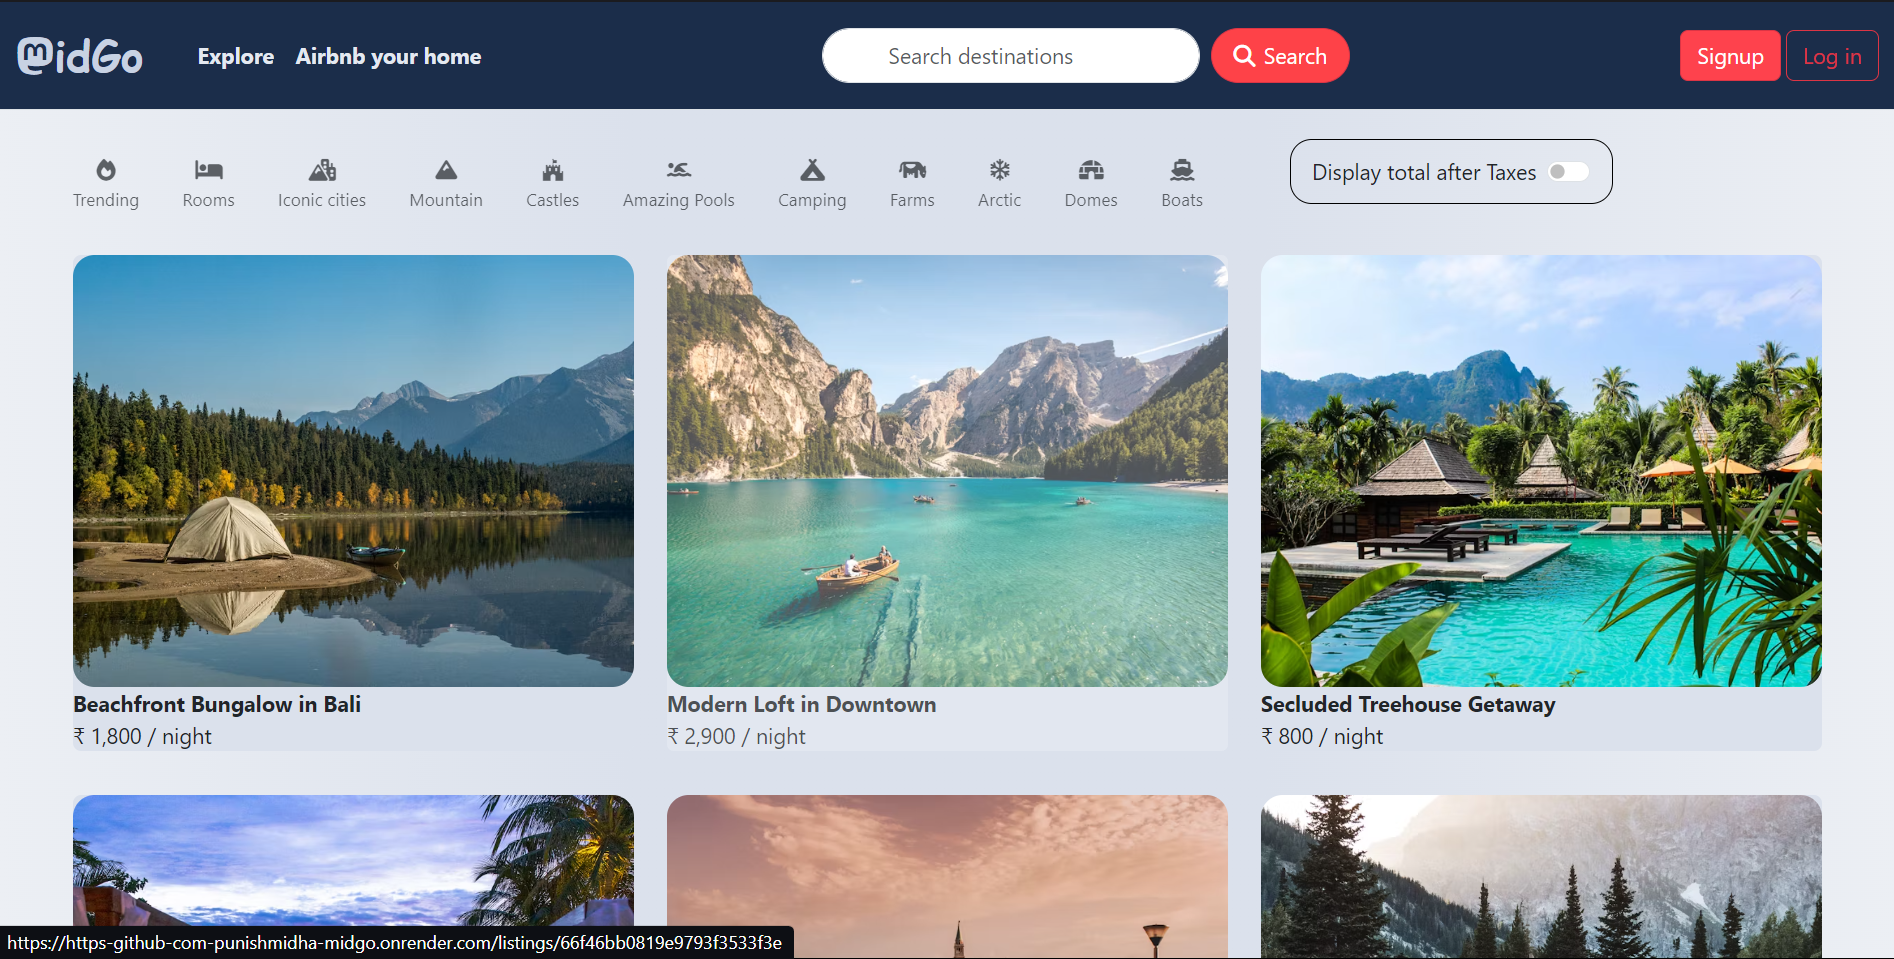 midGo
Explore Airbnb your home
Search destinations
Search
Signup
Log in
Trending
Rooms
Iconic cities
Mountain
Castles
Amazing Pools
Camping
Farms
Arctic
Domes
Boats
Display total after Taxes
Beachfront Bungalow in Bali
₹ 1,800 / night
Modern Loft in Downtown
₹ 2,900 / night
Secluded Treehouse Getaway
₹ 800 / night
https://https-github-com-punishmidha-midgo.onrender.com/listings/66f46bb0819e9793f3533f3e